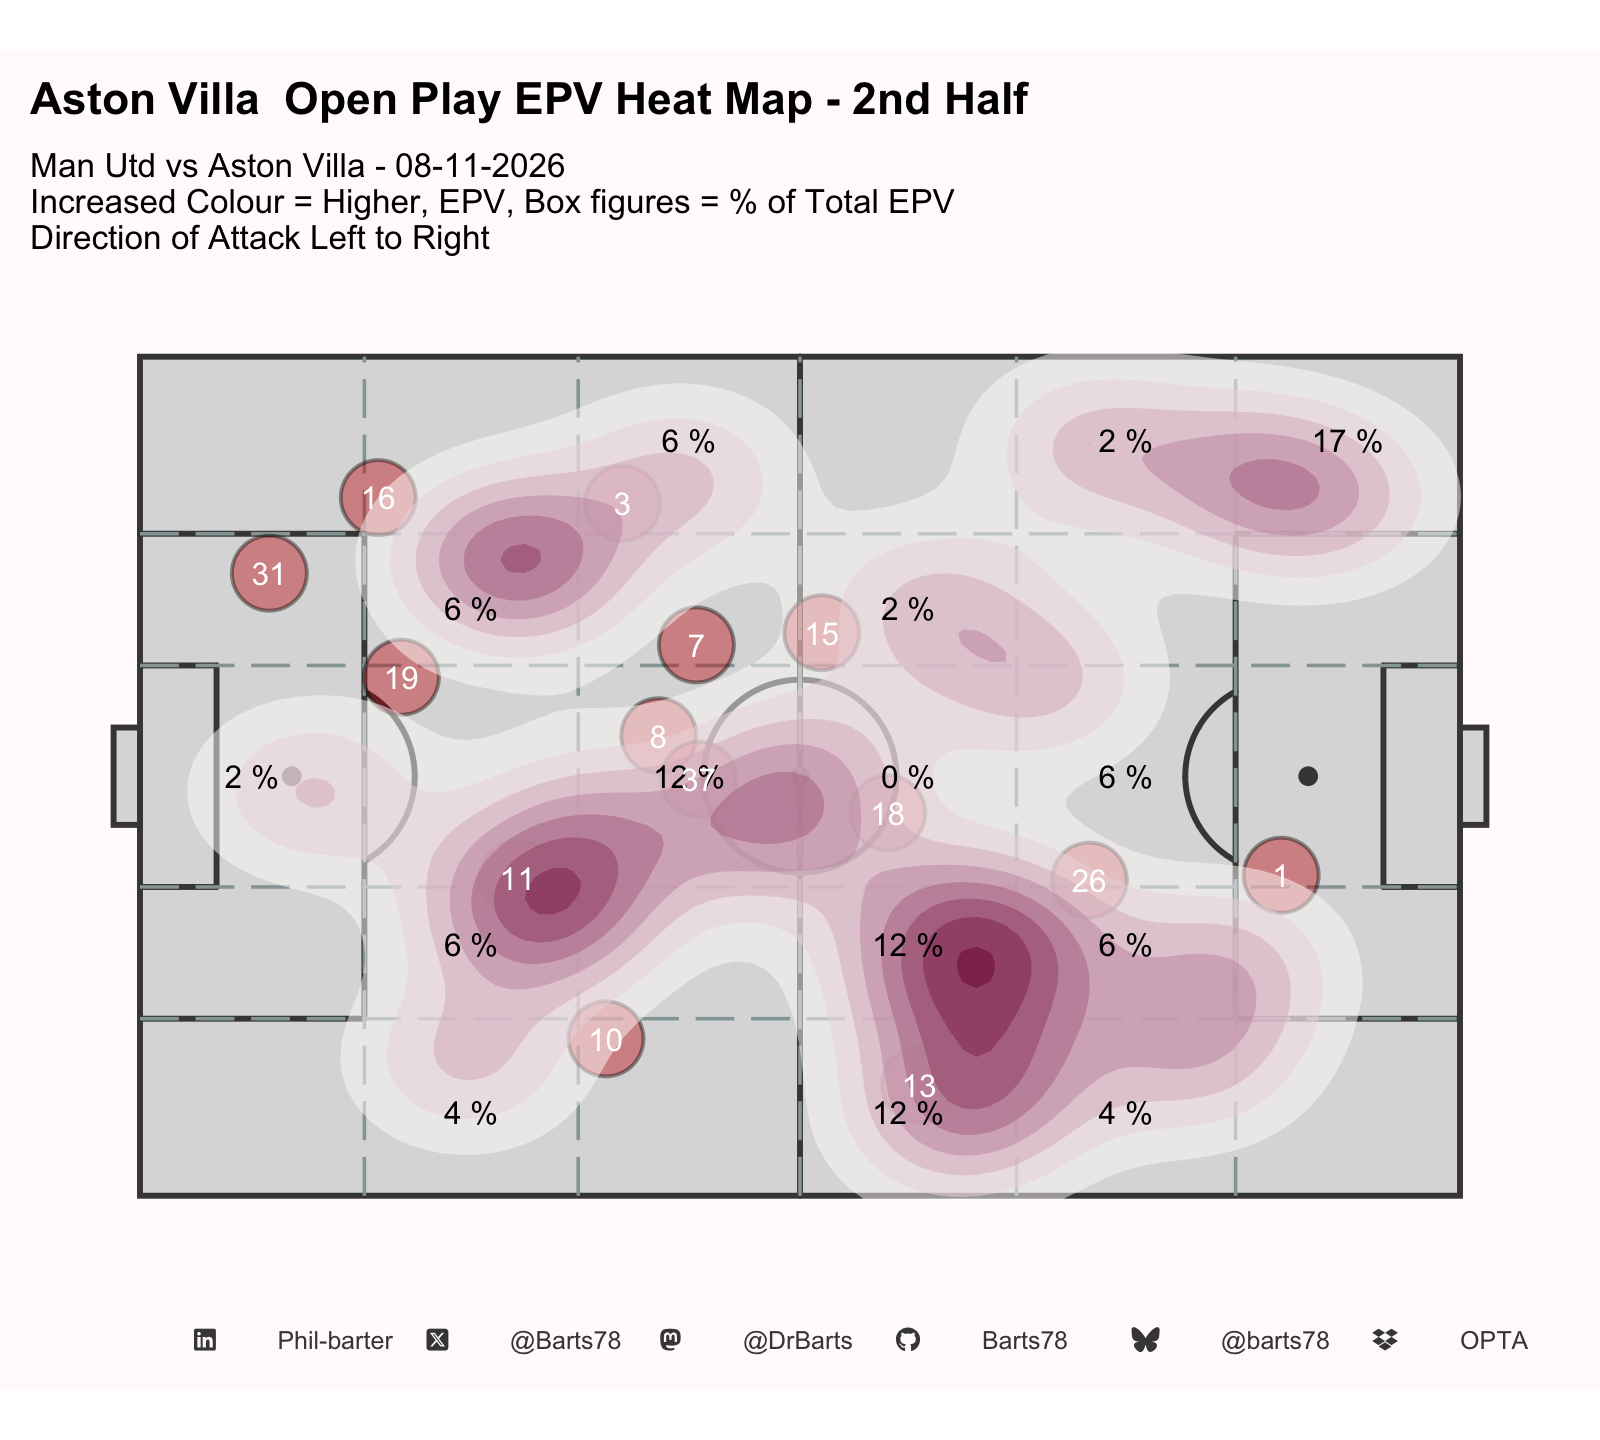 Aston Villa  Open Play EPV Heat Map - 2nd Half
Man Utd vs Aston Villa - 08-11-2026
Increased Colour = Higher, EPV, Box figures = % of Total EPV
Direction of Attack Left to Right
6 % 2 % 17 %
16 3
31
6 % 2 %
7 15
19
8
2 % 12 % 37 0 % 6 %
18
11 26 1
6 % 12 % 6 %
10
13
4 % 12 % 4 %
Phil-barter @Barts78 @DrBarts Barts78 @barts78 OPTA